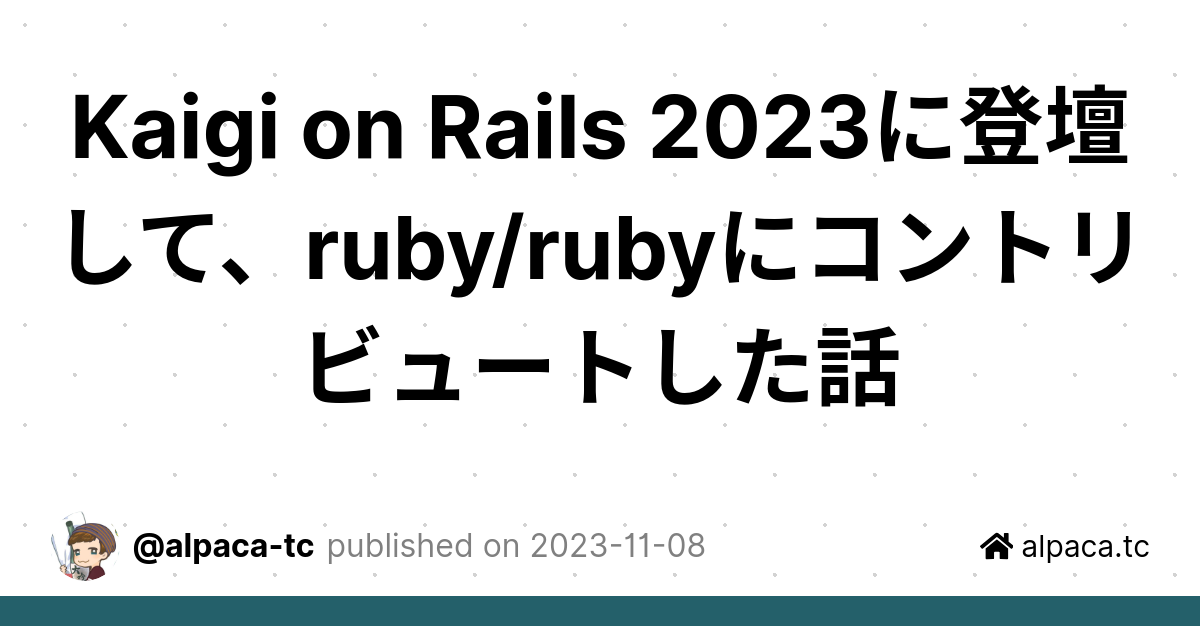 Kaigi on Rails 2023に登壇
して、ruby/rubyにコントリ
ビュートした話
@alpaca-tc published on 2023-11-08
alpaca.tc